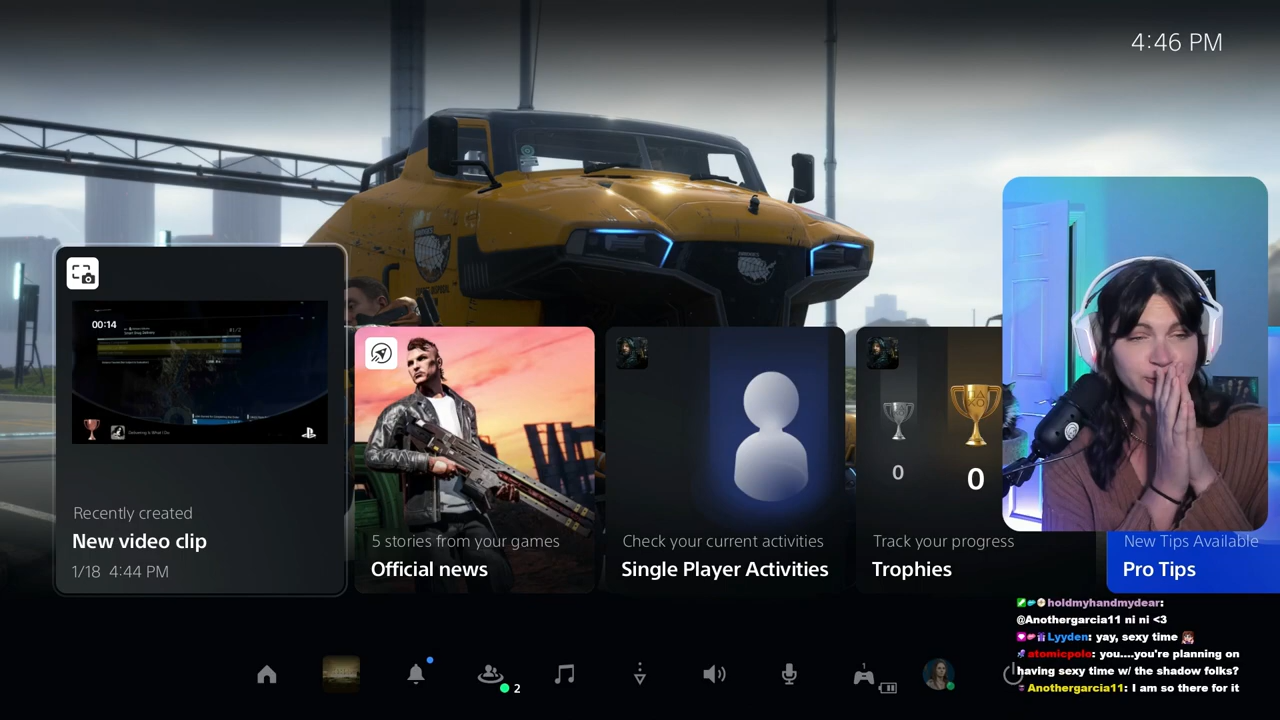 4:46 PM
00:14
Recently created
New video clip
1/18 4:44 PM
5 stories from your games
Official news
Check your current activities
Single Player Activities
0
0
Track your progress
Trophies
New Tips Available
Pro Tips
2
1
holdmyhandmydear:
@Anothergarcia11 ni ni <3
Lyyden: yay, sexy time
atomicpolo: you....you're planning on
having sexy time w/ the shadow folks?
Anothergarcia11: I am so there for it